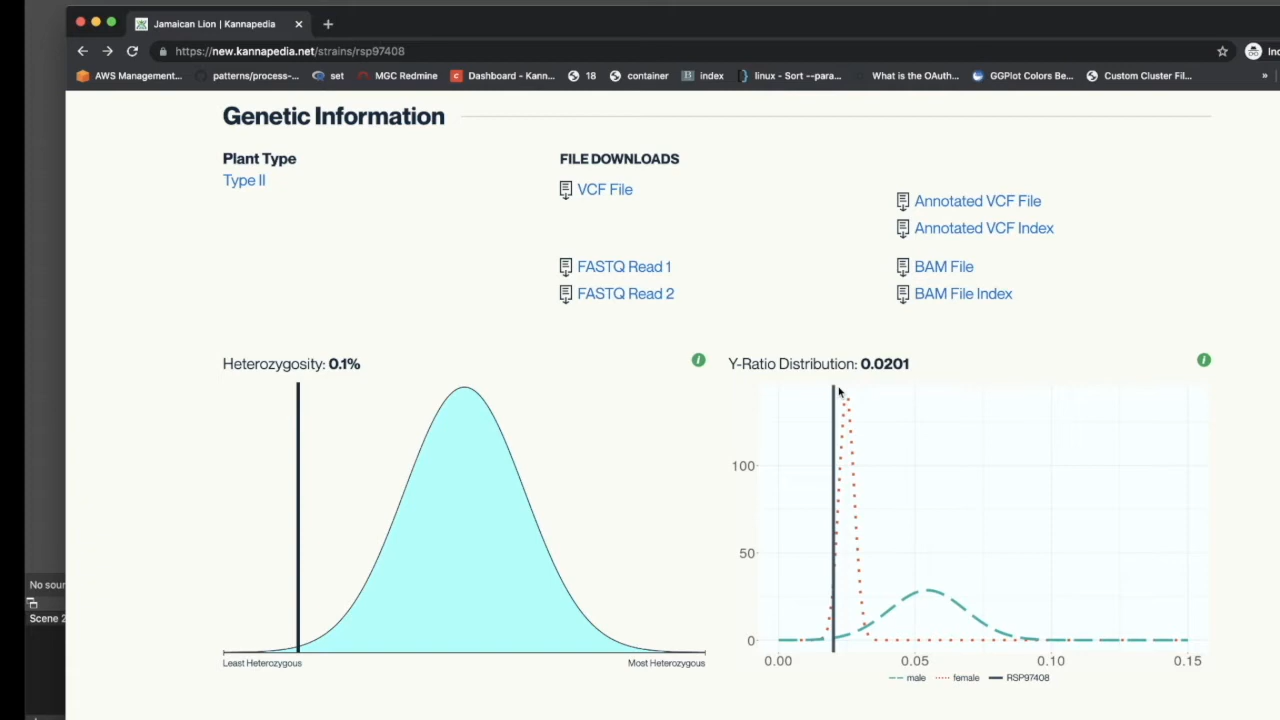 Jamaican Lion | Kannapedia
https://new.kannapedia.net/strains/rsp97408
Inc
AWS Management... patterns/process-... set MGC Redmine Dashboard - Kann... 18 container index linux - Sort --para... What is the OAuth... GGPlot Colors Be... Custom Cluster Fil... »
Genetic Information
Plant Type
Type II
FILE DOWNLOADS
VCF File
Annotated VCF File
Annotated VCF Index
FASTQ Read 1
BAM File
FASTQ Read 2
BAM File Index
Heterozygosity: 0.1%
Least Heterozygous
Most Heterozygous
Y-Ratio Distribution: 0.0201
100
50
0
0.00 0.05 0.10 0.15
male female RSP97408
No sour
Scene 2